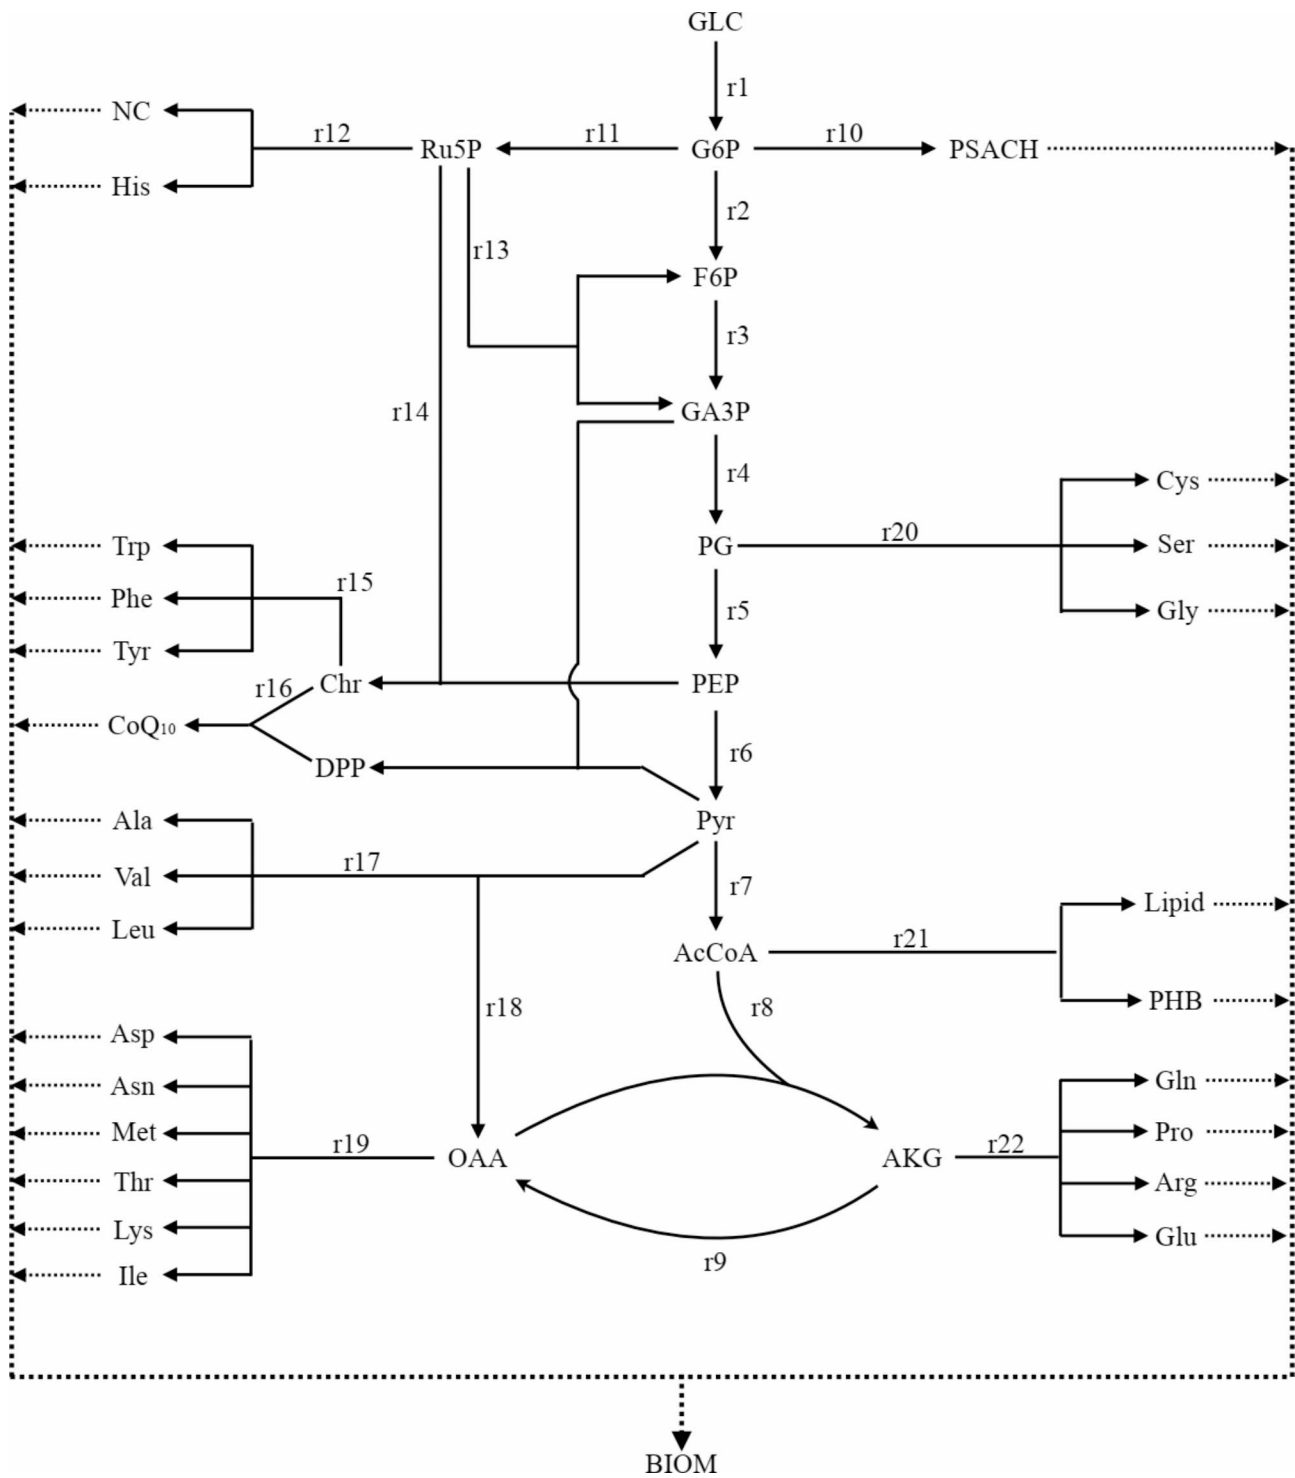 GLC
r1
NC
r12
Ru5P
r11
G6P
r10
PSACH
His
r2
r13
F6P
r3
r14
GA3P
r4
Cys
r20
Trp
PG
Ser
r15
Phe
r5
Gly
Tyr
r16
Chr
PEP
CoQ10
r6
DPP
Ala
Pyr
r17
Val
r7
Lipid
Leu
r21
AcCoA
r18
r8
PHB
Asp
Gln
Asn
Met
r19
OAA
AKG
r22
Pro
Thr
Arg
Lys
Glu
r9
Ile
BIOM